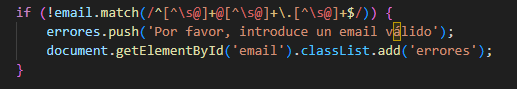 if (!email.match(/^[^\s@]+@[^\s@]+\.[^\s@]+$/)) {
errores.push('Por favor, introduce un email válido');
document.getElementById('email').classList.add('errores');
}